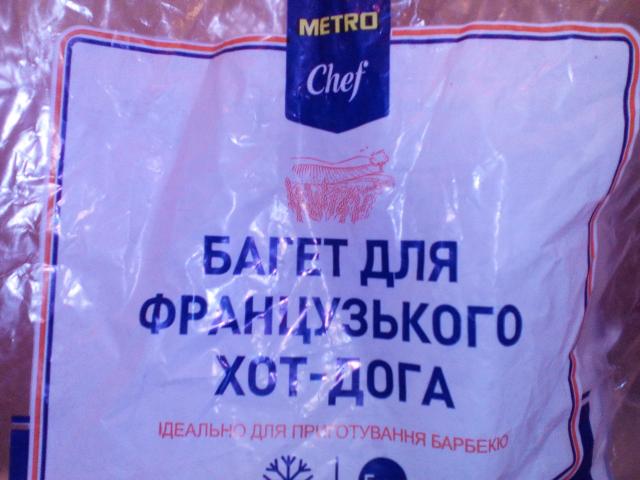 METRO
Chef
БАГЕТ ДЛЯ
ФРАНЦУЗЬКОГО
ХОТ-ДОГА
ІДЕАЛЬНО ДЛЯ ПРИГОТУВАННЯ БАРБЕКЮ